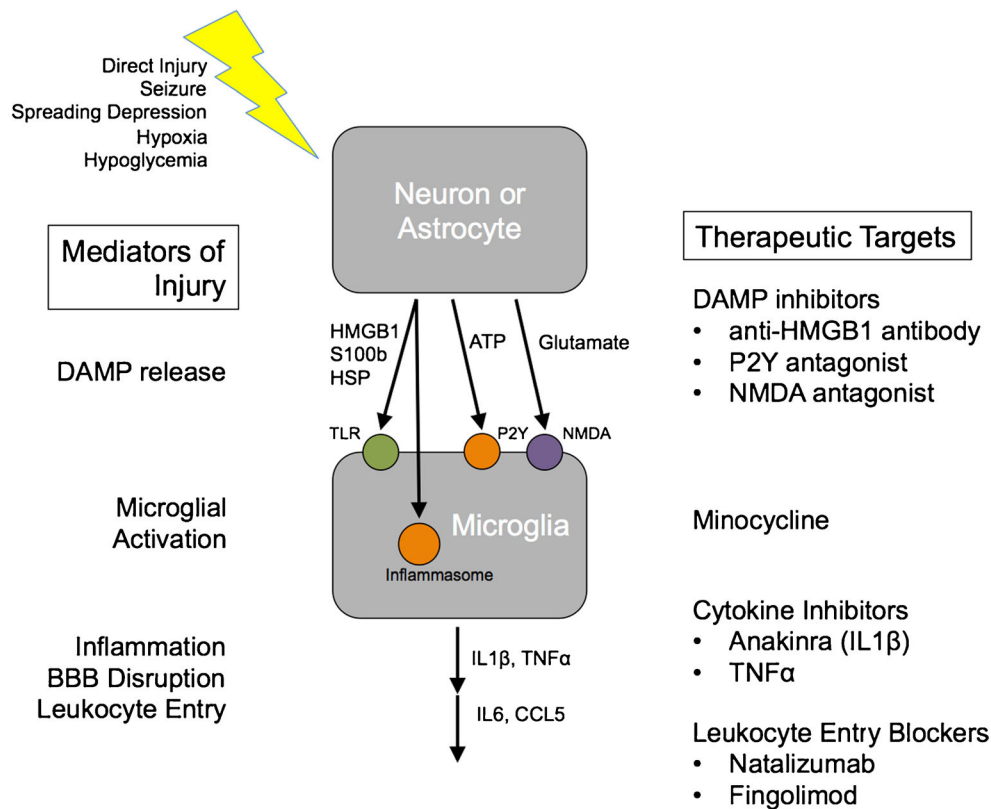 Direct Injury
Seizure
Spreading Depression
Hypoxia
Hypoglycemia
Neuron or
Astrocyte
Mediators of
Injury
Therapeutic Targets
DAMP release
HMGB1
S100b
HSP
ATP
Glutamate
DAMP inhibitors
• anti-HMGB1 antibody
• P2Y antagonist
• NMDA antagonist
TLR
P2Y
NMDA
Microglial
Activation
Microglia
Inflammasome
Minocycline
Inflammation
BBB Disruption
Leukocyte Entry
IL1β, TNFα
IL6, CCL5
Cytokine Inhibitors
• Anakinra (IL1β)
• TNFα
Leukocyte Entry Blockers
• Natalizumab
• Fingolimod